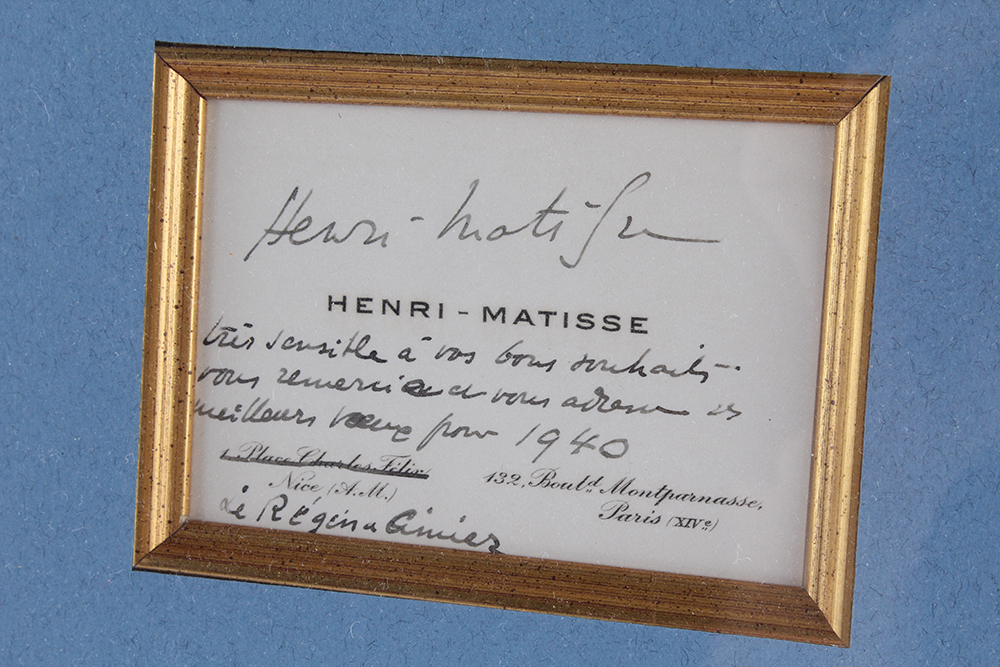 Henri-Matisse
HENRI-MATISSE
très sensible à vos bons souhaits
vous remercie et vous adresse ses
meilleurs vœux pour 1940
1, Place Charles-Félix,
Nice (A.M.)
132, Boul.d Montparnasse,
Paris (XIVe)
Le Régina Cimiez